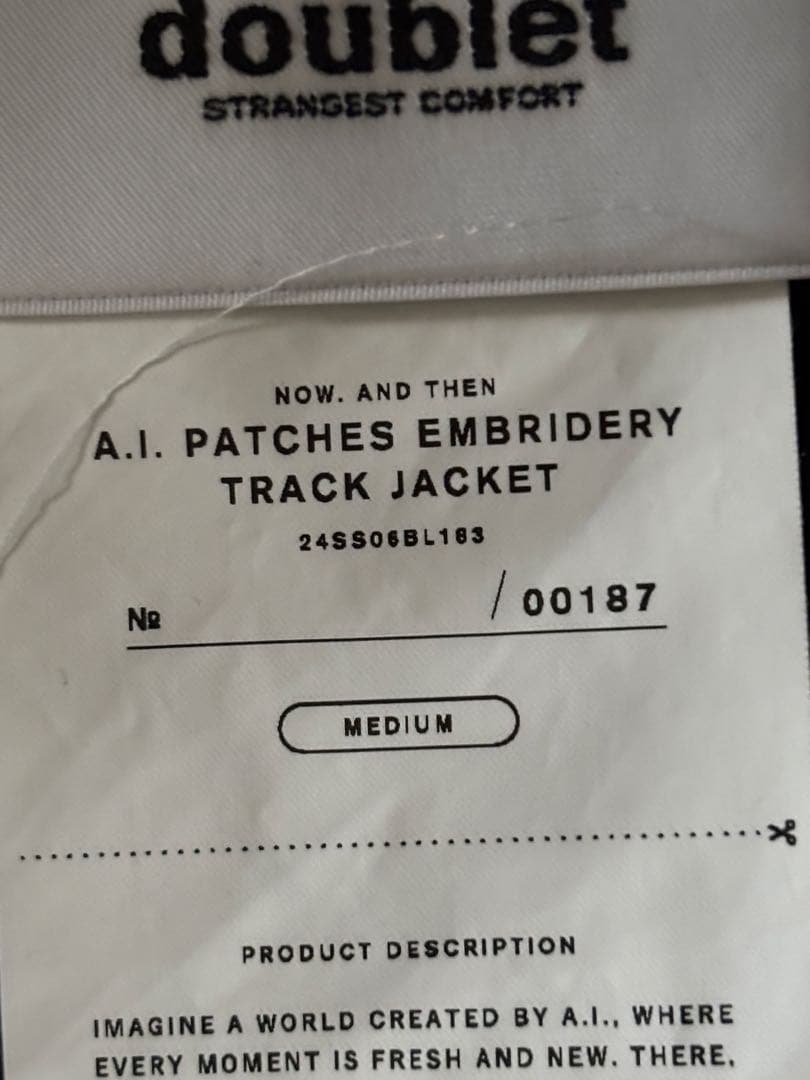 doublet
STRANGEST COMFORT
NOW. AND THEN
A.I. PATCHES EMBRIDERY
TRACK JACKET
24SS06BL183
№ / 00187
MEDIUM
PRODUCT DESCRIPTION
IMAGINE A WORLD CREATED BY A.I., WHERE
EVERY MOMENT IS FRESH AND NEW. THERE,